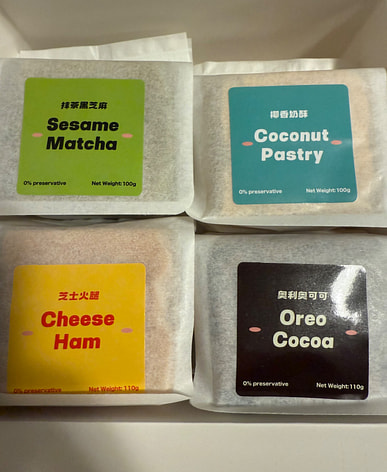 抹茶黑芝麻
Sesame
Matcha
0% preservative Net Weight:100g
椰香奶酥
Coconut
Pastry
0% preservative Net Weight:100g
芝士火腿
Cheese
Ham
0% preservative Net Weight:110g
奥利奥可可
Oreo
Cocoa
0% preservative Net Weight:110g